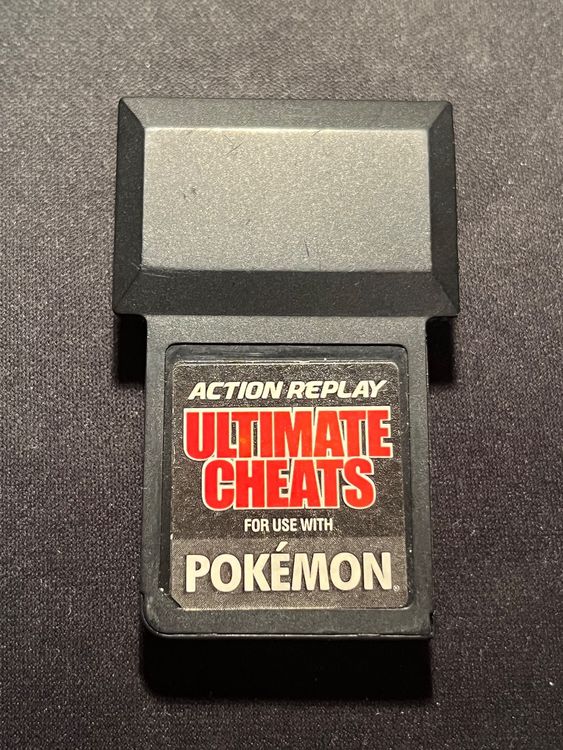 ACTION REPLAY
ULTIMATE
CHEATS
FOR USE WITH
POKÉMON®